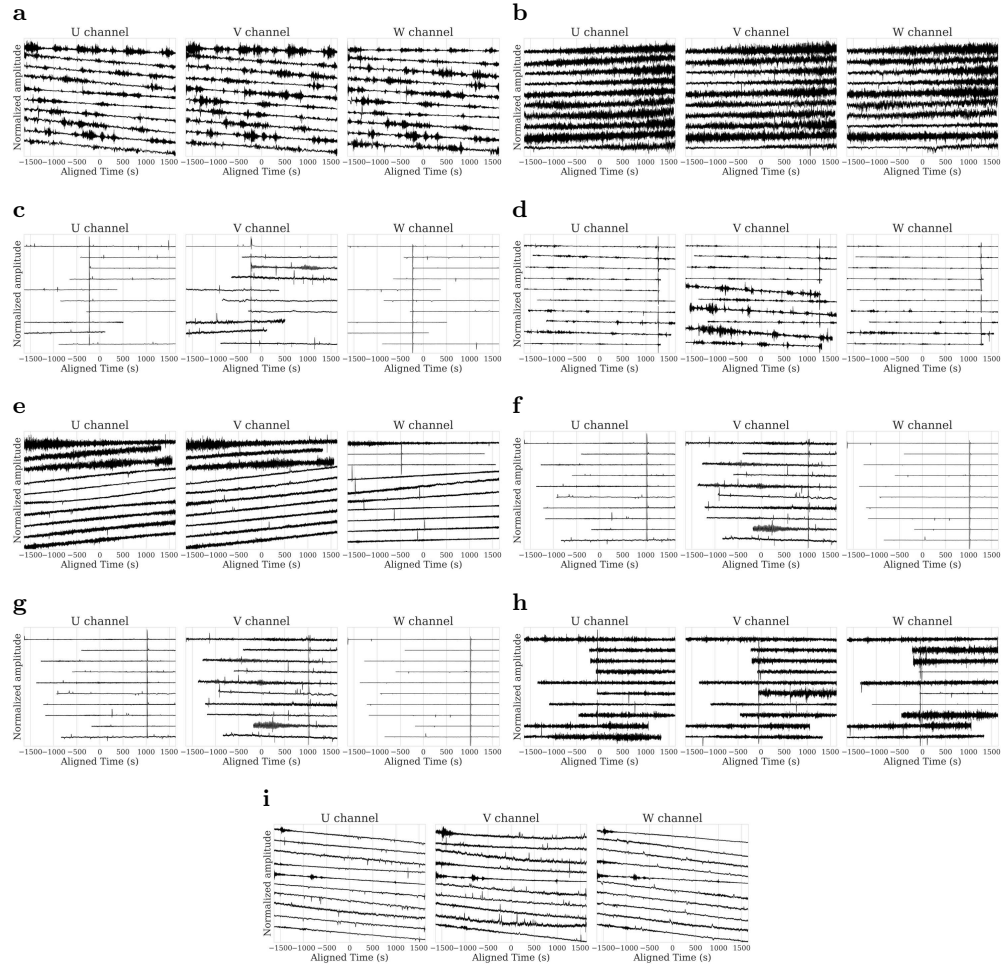 a
U channel V channel W channel
Normalized amplitude
−1500−1000 −500 0 500 1000 1500 −1500−1000 −500 0 500 1000 1500 −1500−1000 −500 0 500 1000 1500
Aligned Time (s) Aligned Time (s) Aligned Time (s)
b
U channel V channel W channel
Normalized amplitude
−1500−1000 −500 0 500 1000 1500 −1500−1000 −500 0 500 1000 1500 −1500−1000 −500 0 500 1000 1500
Aligned Time (s) Aligned Time (s) Aligned Time (s)
c
U channel V channel W channel
Normalized amplitude
−1500−1000 −500 0 500 1000 1500 −1500−1000 −500 0 500 1000 1500 −1500−1000 −500 0 500 1000 1500
Aligned Time (s) Aligned Time (s) Aligned Time (s)
d
U channel V channel W channel
Normalized amplitude
−1500−1000 −500 0 500 1000 1500 −1500−1000 −500 0 500 1000 1500 −1500−1000 −500 0 500 1000 1500
Aligned Time (s) Aligned Time (s) Aligned Time (s)
e
U channel V channel W channel
Normalized amplitude
−1500−1000 −500 0 500 1000 1500 −1500−1000 −500 0 500 1000 1500 −1500−1000 −500 0 500 1000 1500
Aligned Time (s) Aligned Time (s) Aligned Time (s)
f
U channel V channel W channel
Normalized amplitude
−1500−1000 −500 0 500 1000 1500 −1500−1000 −500 0 500 1000 1500 −1500−1000 −500 0 500 1000 1500
Aligned Time (s) Aligned Time (s) Aligned Time (s)
g
U channel V channel W channel
Normalized amplitude
−1500−1000 −500 0 500 1000 1500 −1500−1000 −500 0 500 1000 1500 −1500−1000 −500 0 500 1000 1500
Aligned Time (s) Aligned Time (s) Aligned Time (s)
h
U channel V channel W channel
Normalized amplitude
−1500−1000 −500 0 500 1000 1500 −1500−1000 −500 0 500 1000 1500 −1500−1000 −500 0 500 1000 1500
Aligned Time (s) Aligned Time (s) Aligned Time (s)
i
U channel V channel W channel
Normalized amplitude
−1500−1000 −500 0 500 1000 1500 −1500−1000 −500 0 500 1000 1500 −1500−1000 −500 0 500 1000 1500
Aligned Time (s) Aligned Time (s) Aligned Time (s)